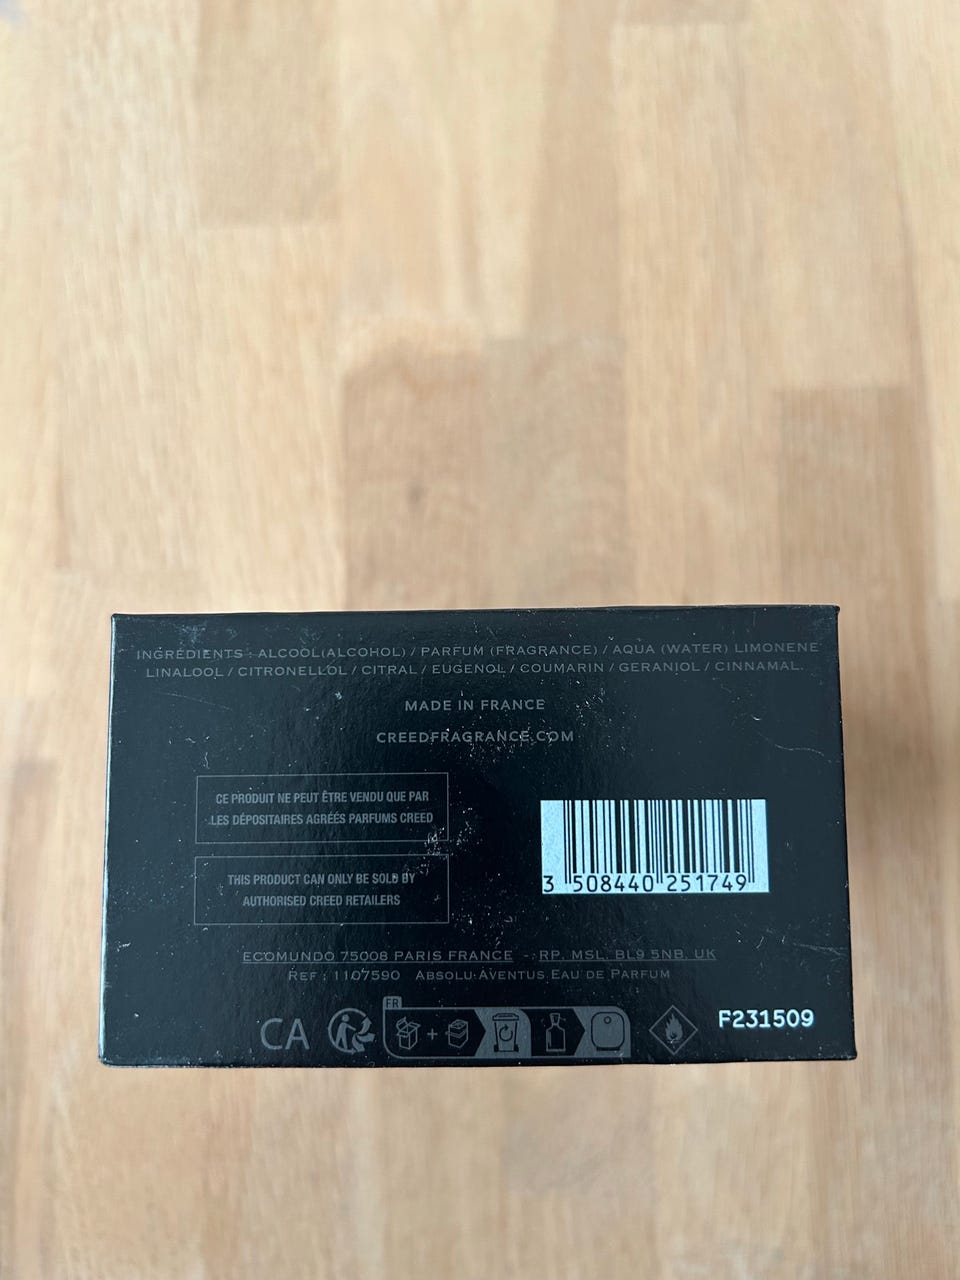 INGRÉDIENTS : ALCOOL(ALCOHOL) / PARFUM (FRAGRANCE) / AQUA (WATER) LIMONENE
LINALOOL / CITRONELLOL / CITRAL / EUGENOL / COUMARIN / GERANIOL / CINNAMAL.
MADE IN FRANCE
CREEDFRAGRANCE.COM
CE PRODUIT NE PEUT ÊTRE VENDU QUE PAR
LES DÉPOSITAIRES AGRÉÉS PARFUMS CREED
THIS PRODUCT CAN ONLY BE SOLD BY
AUTHORISED CREED RETAILERS
3 508440 251749
ECOMUNDO 75008 PARIS FRANCE - RP. MSL. BL9 5NB. UK
REF : 1107590 ABSOLU AVENTUS EAU DE PARFUM
CA
FR
+
F231509